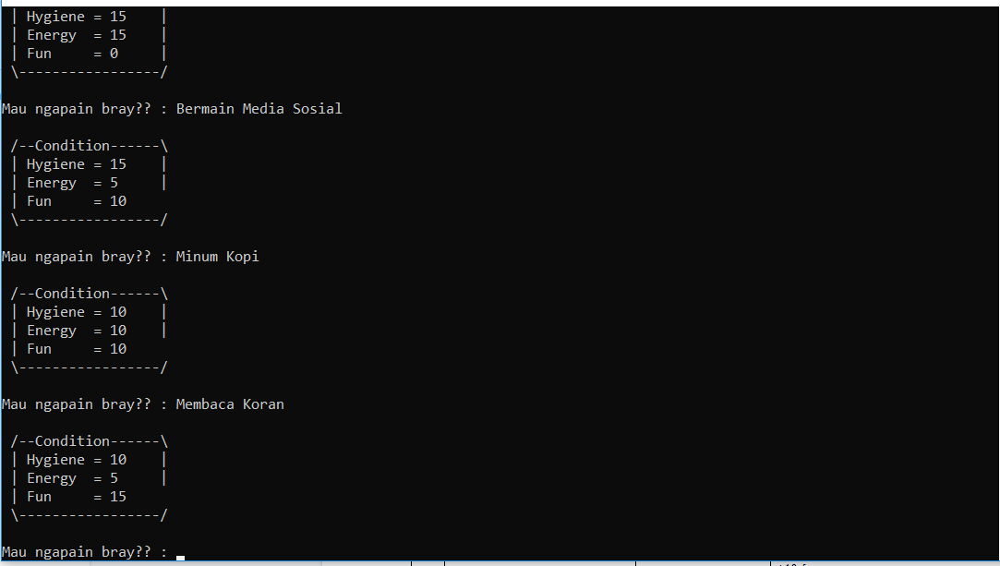 | Hygiene = 15    |
| Energy  = 15    |
| Fun     = 0     |
\-----------------/
Mau ngapain bray?? : Bermain Media Sosial
/--Condition------\
| Hygiene = 15    |
| Energy  = 5     |
| Fun     = 10
\-----------------/
Mau ngapain bray?? : Minum Kopi
/--Condition------\
| Hygiene = 10    |
| Energy  = 10    |
| Fun     = 10
\-----------------/
Mau ngapain bray?? : Membaca Koran
/--Condition------\
| Hygiene = 10    |
| Energy  = 5     |
| Fun     = 15
\-----------------/
Mau ngapain bray?? :